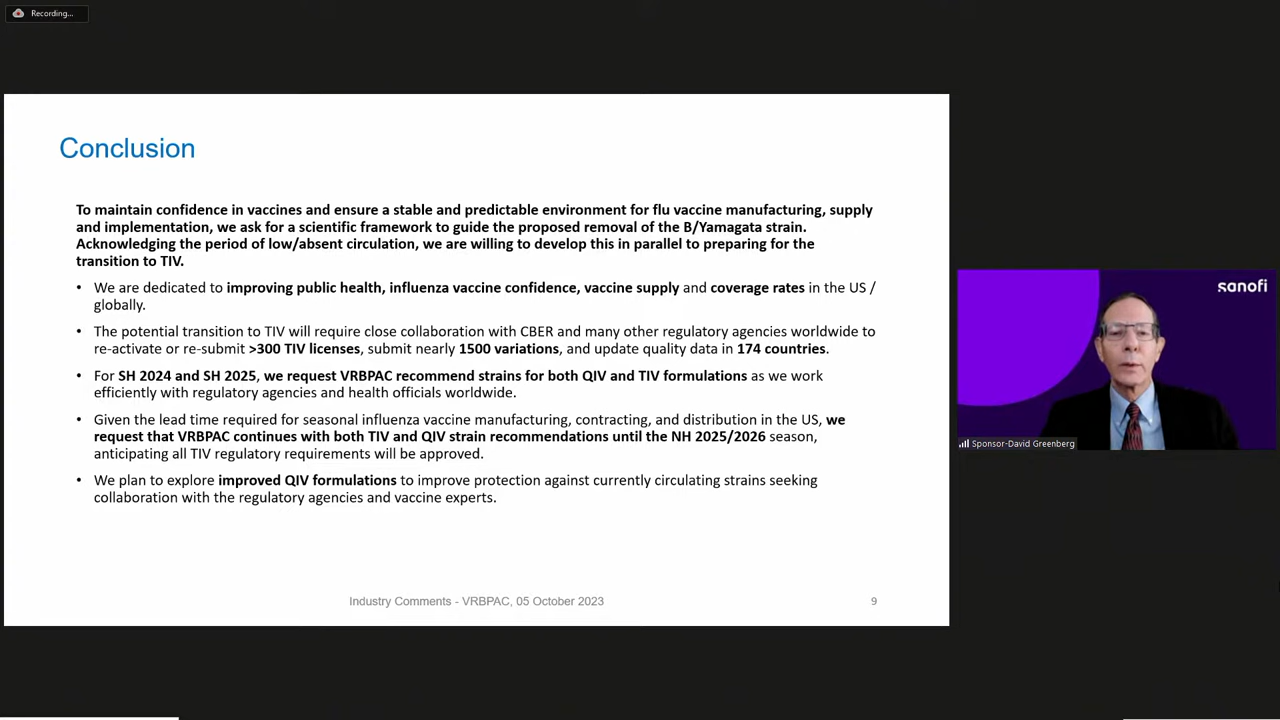 Recording...
Conclusion
To maintain confidence in vaccines and ensure a stable and predictable environment for flu vaccine manufacturing, supply
and implementation, we ask for a scientific framework to guide the proposed removal of the B/Yamagata strain.
Acknowledging the period of low/absent circulation, we are willing to develop this in parallel to preparing for the
transition to TIV.
• We are dedicated to improving public health, influenza vaccine confidence, vaccine supply and coverage rates in the US /
globally.
• The potential transition to TIV will require close collaboration with CBER and many other regulatory agencies worldwide to
re-activate or re-submit >300 TIV licenses, submit nearly 1500 variations, and update quality data in 174 countries.
• For SH 2024 and SH 2025, we request VRBPAC recommend strains for both QIV and TIV formulations as we work
efficiently with regulatory agencies and health officials worldwide.
• Given the lead time required for seasonal influenza vaccine manufacturing, contracting, and distribution in the US, we
request that VRBPAC continues with both TIV and QIV strain recommendations until the NH 2025/2026 season,
anticipating all TIV regulatory requirements will be approved.
• We plan to explore improved QIV formulations to improve protection against currently circulating strains seeking
collaboration with the regulatory agencies and vaccine experts.
Industry Comments - VRBPAC, 05 October 2023
9
sanofi
Sponsor-David Greenberg